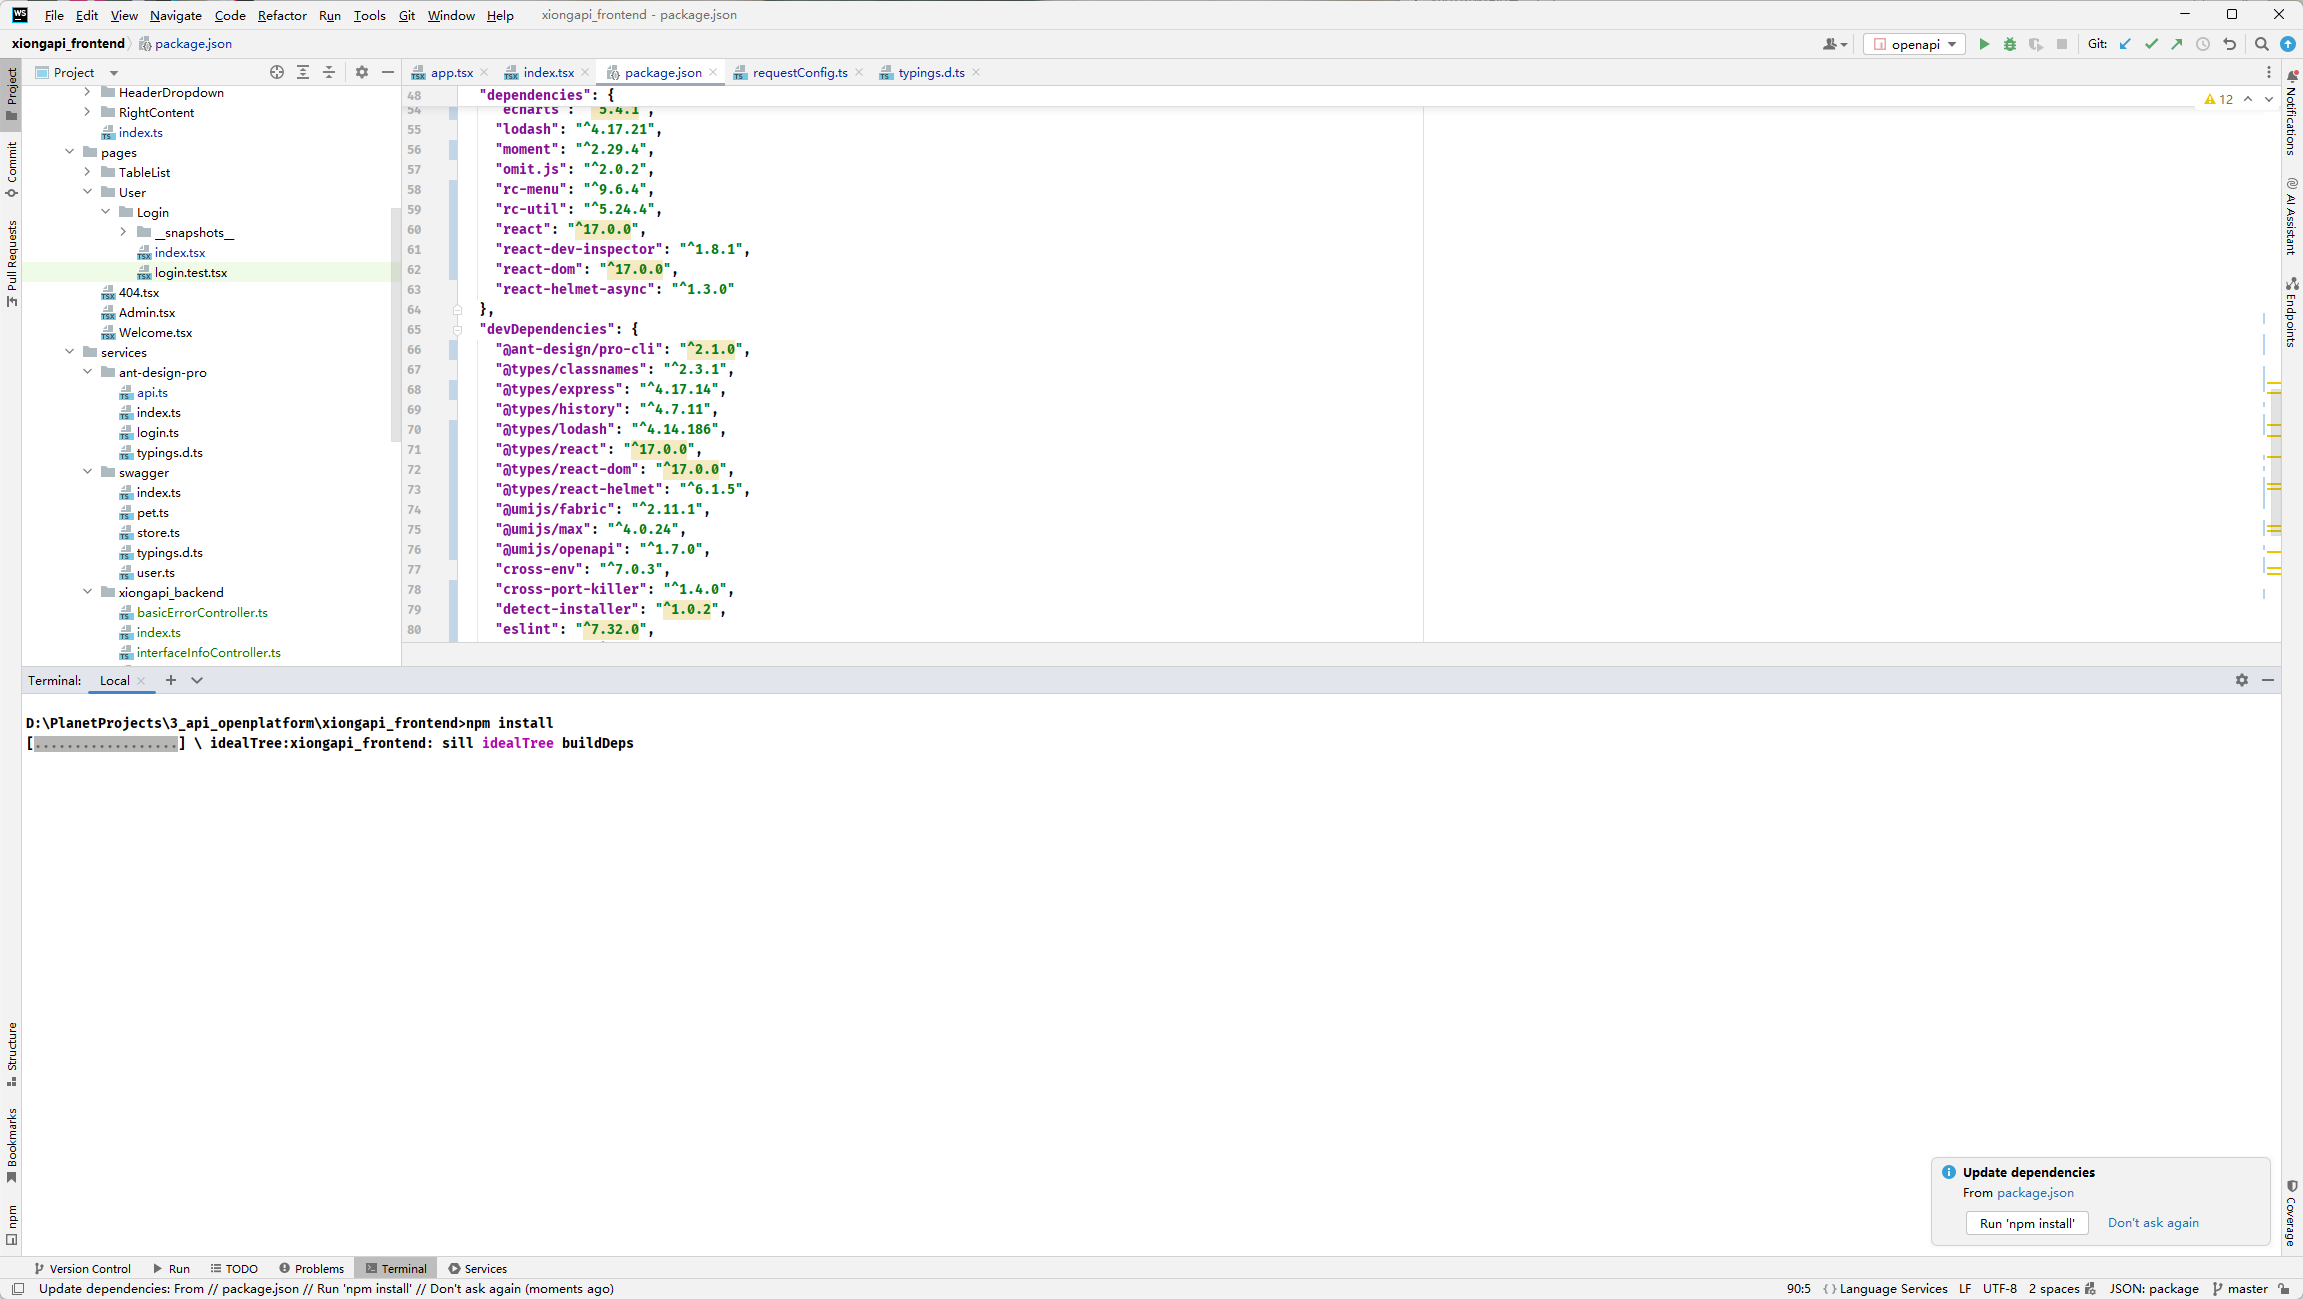 WS File Edit View Navigate Code Refactor Run Tools Git Window Help xiongapi_frontend - package.json
xiongapi_frontend package.json openapi Git:
Project
app.tsx index.tsx package.json requestConfig.ts typings.d.ts
HeaderDropdown
RightContent
index.ts
pages
TableList
User
Login
__snapshots__
index.tsx
login.test.tsx
404.tsx
Admin.tsx
Welcome.tsx
services
ant-design-pro
api.ts
index.ts
login.ts
typings.d.ts
swagger
index.ts
pet.ts
store.ts
typings.d.ts
user.ts
xiongapi_backend
basicErrorController.ts
index.ts
interfaceInfoController.ts
48 "dependencies": {
12
54 "echarts": "^5.4.1",
55 "lodash": "^4.17.21",
56 "moment": "^2.29.4",
57 "omit.js": "^2.0.2",
58 "rc-menu": "^9.6.4",
59 "rc-util": "^5.24.4",
60 "react": "^17.0.0",
61 "react-dev-inspector": "^1.8.1",
62 "react-dom": "^17.0.0",
63 "react-helmet-async": "^1.3.0"
64 },
65 "devDependencies": {
66 "@ant-design/pro-cli": "^2.1.0",
67 "@types/classnames": "^2.3.1",
68 "@types/express": "^4.17.14",
69 "@types/history": "^4.7.11",
70 "@types/lodash": "^4.14.186",
71 "@types/react": "^17.0.0",
72 "@types/react-dom": "^17.0.0",
73 "@types/react-helmet": "^6.1.5",
74 "@umijs/fabric": "^2.11.1",
75 "@umijs/max": "^4.0.24",
76 "@umijs/openapi": "^1.7.0",
77 "cross-env": "^7.0.3",
78 "cross-port-killer": "^1.4.0",
79 "detect-installer": "^1.0.2",
80 "eslint": "^7.32.0",
Project
Commit
Pull Requests
Structure
Bookmarks
npm
Notifications
AI Assistant
Endpoints
Coverage
Terminal: Local
D:\PlanetProjects\3_api_openplatform\xiongapi_frontend>npm install
[..................] \ idealTree:xiongapi_frontend: sill idealTree buildDeps
Update dependencies
From package.json
Run 'npm install' Don't ask again
Version Control Run TODO Problems Terminal Services
Update dependencies: From // package.json // Run 'npm install' // Don't ask again (moments ago)
90:5 {} Language Services LF UTF-8 2 spaces JSON: package master